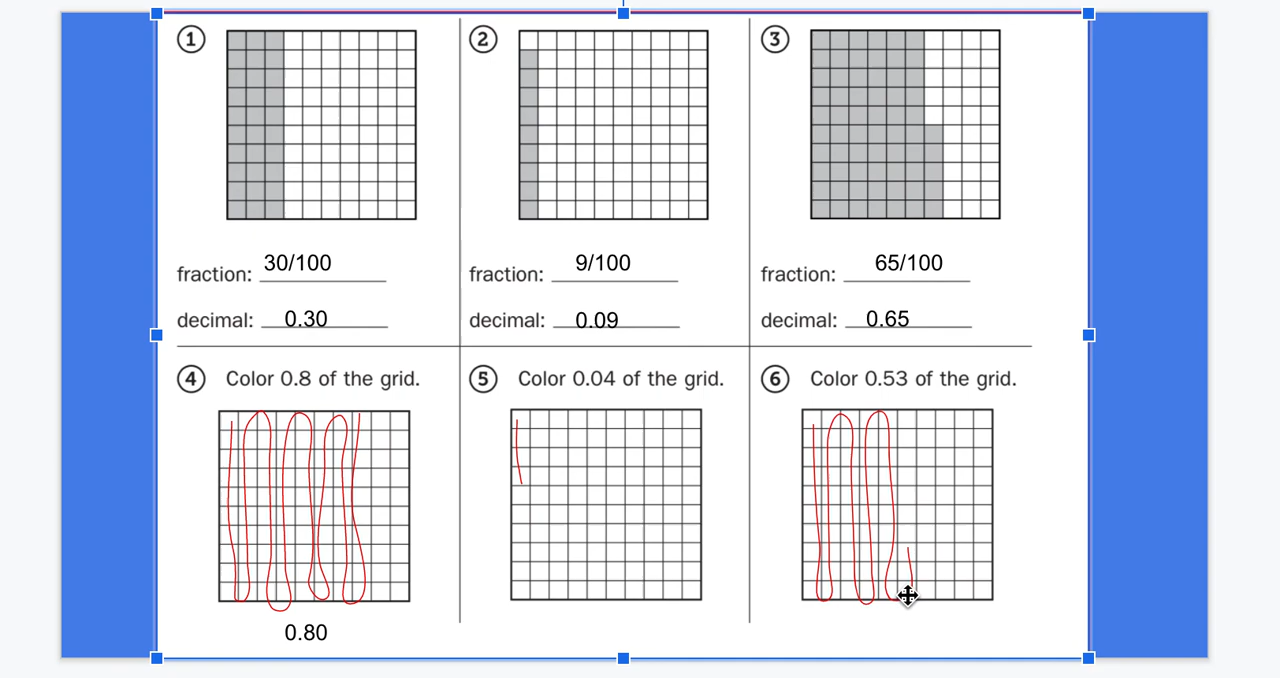 1
2
3
fraction: 30/100
decimal: 0.30
fraction: 9/100
decimal: 0.09
fraction: 65/100
decimal: 0.65
4 Color 0.8 of the grid.
0.80
5 Color 0.04 of the grid.
6 Color 0.53 of the grid.